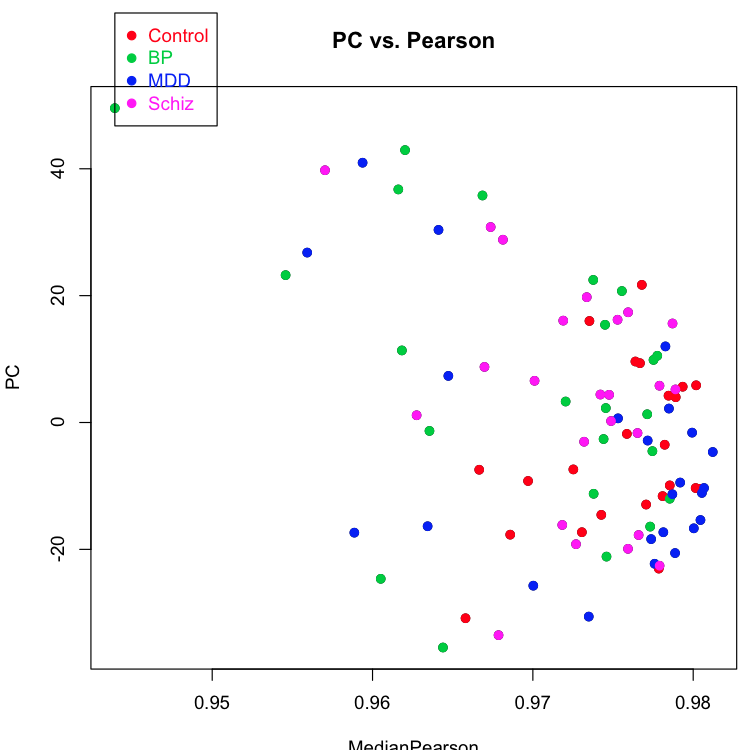 PC vs. Pearson
Control
BP
MDD
Schiz
PC
40
20
0
-20
0.95 0.96 0.97 0.98
MedianPearson